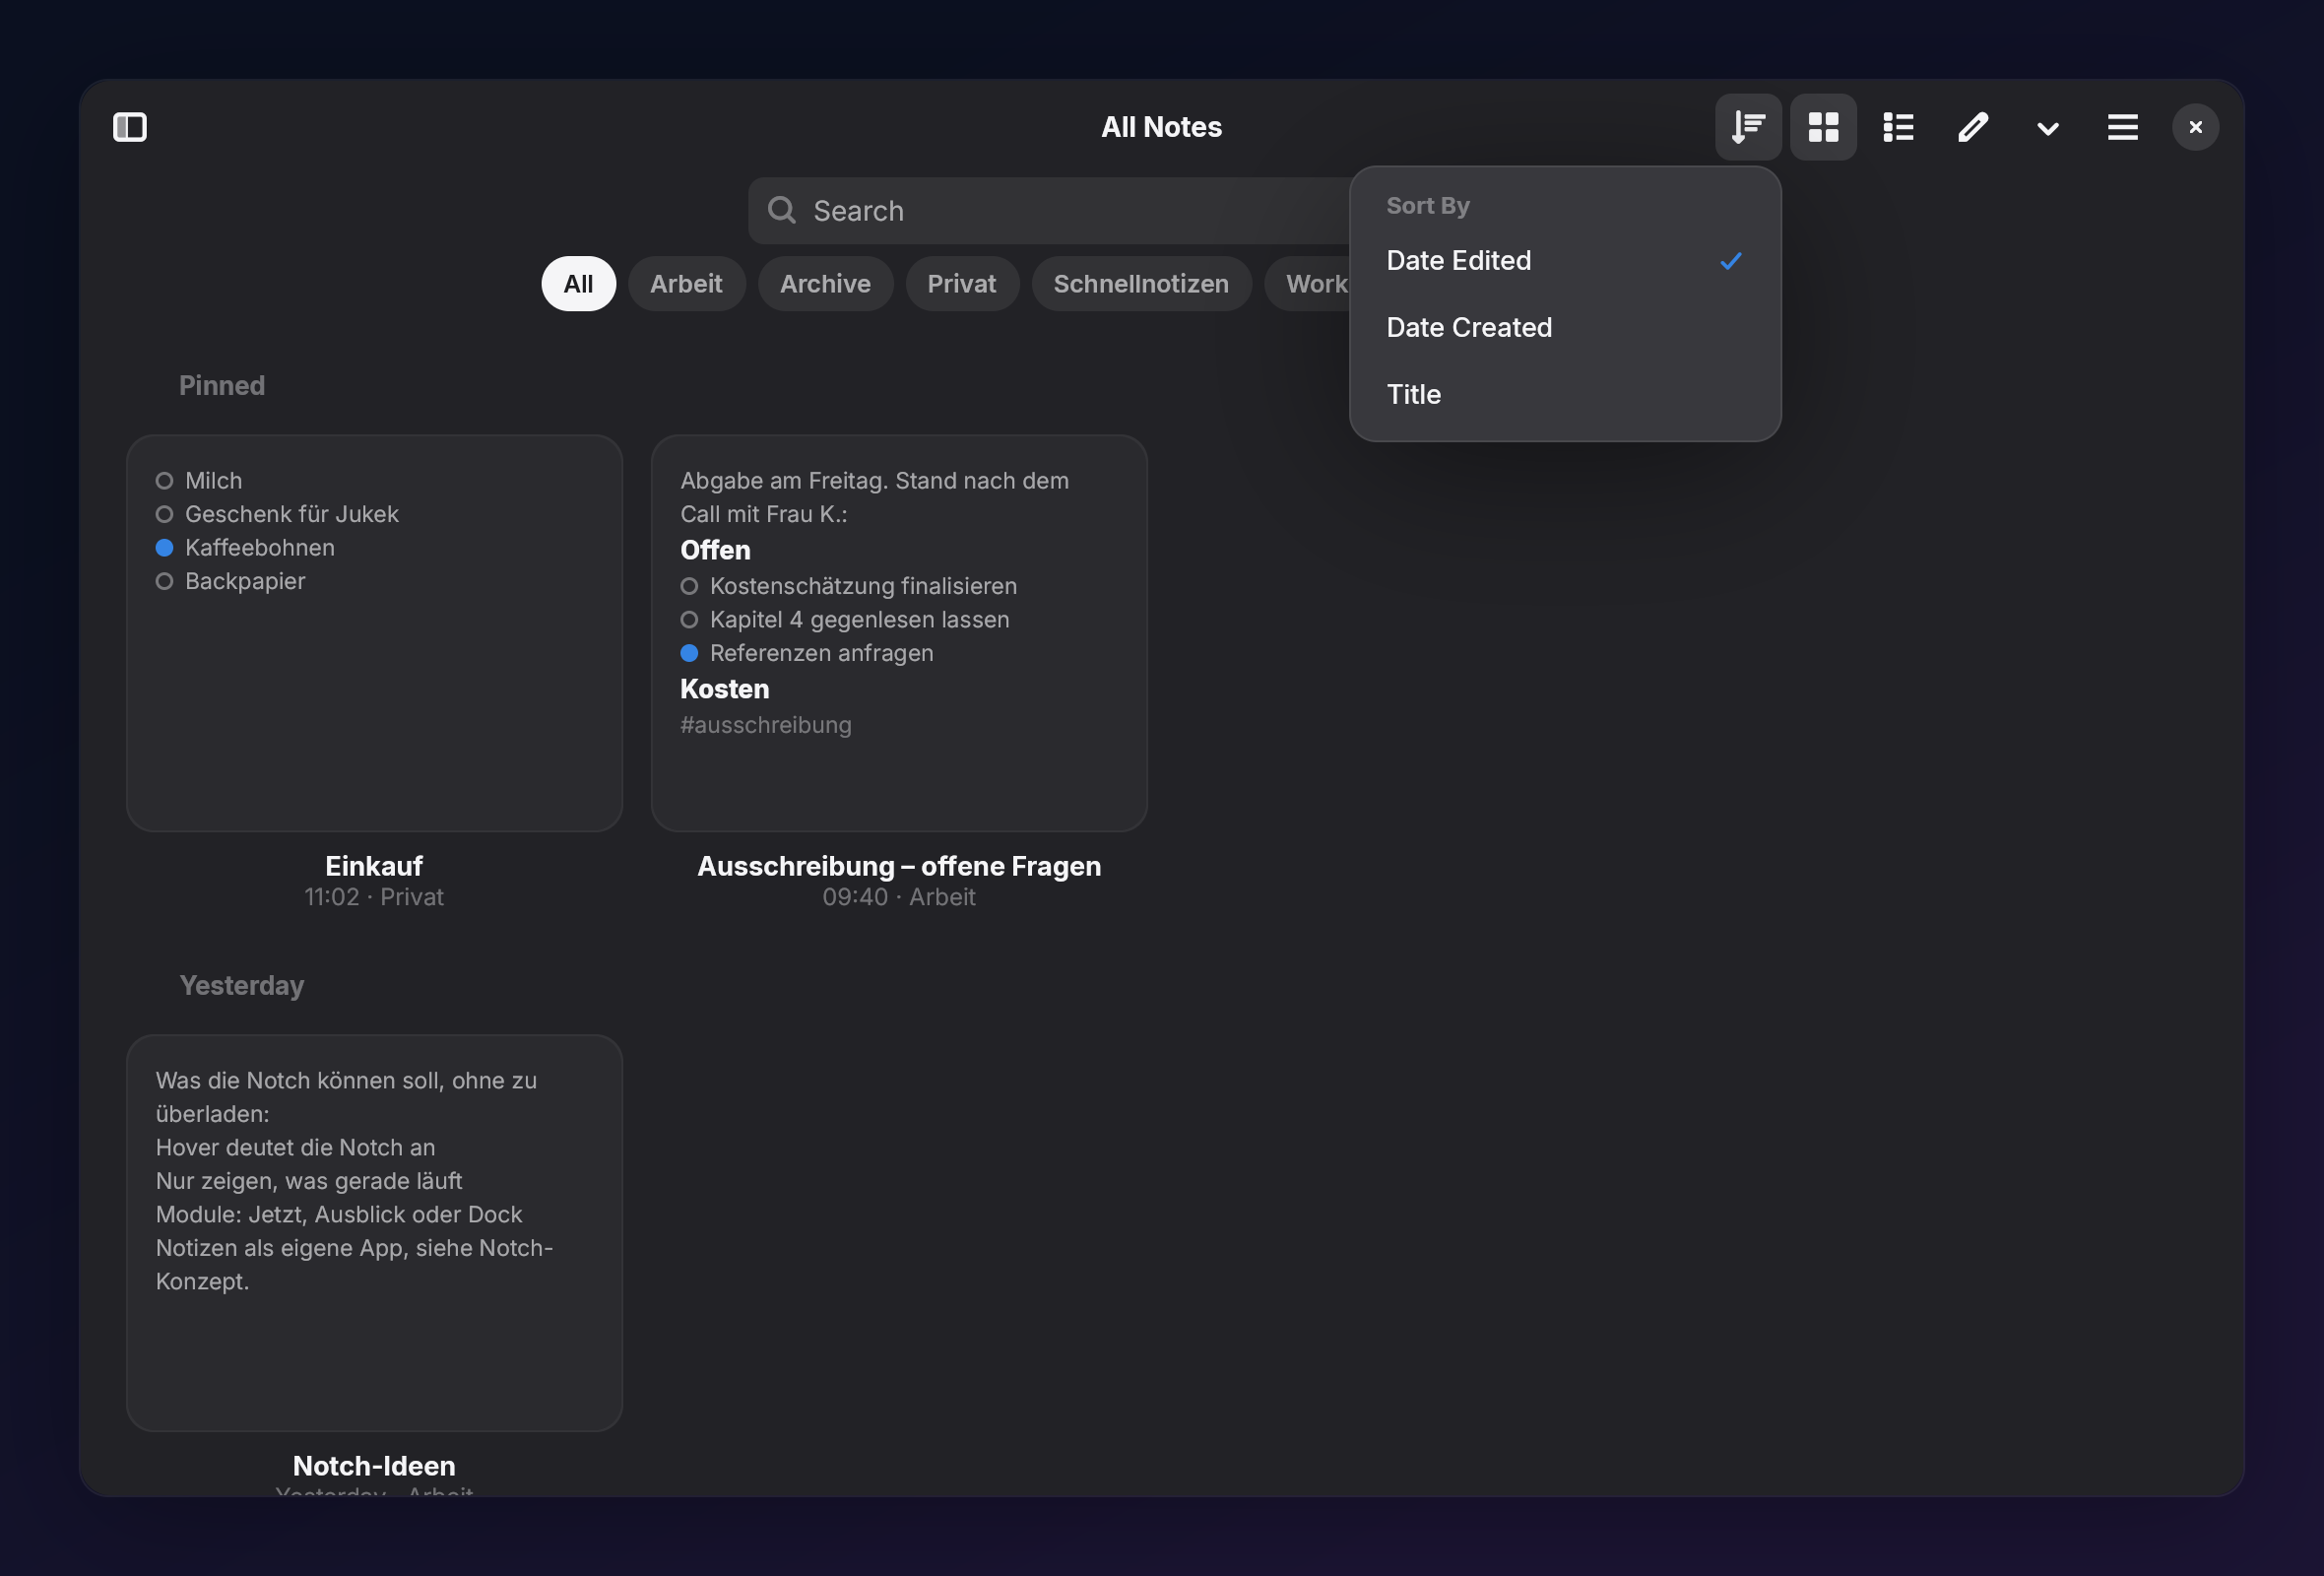 All Notes
Search
Sort By
Date Edited
Date Created
Title
All
Arbeit
Archive
Privat
Schnellnotizen
Work
Pinned
Milch
Geschenk für Jukek
Kaffeebohnen
Backpapier
Einkauf
11:02 · Privat
Abgabe am Freitag. Stand nach dem
Call mit Frau K.:
Offen
Kostenschätzung finalisieren
Kapitel 4 gegenlesen lassen
Referenzen anfragen
Kosten
#ausschreibung
Ausschreibung – offene Fragen
09:40 · Arbeit
Yesterday
Was die Notch können soll, ohne zu
überladen:
Hover deutet die Notch an
Nur zeigen, was gerade läuft
Module: Jetzt, Ausblick oder Dock
Notizen als eigene App, siehe Notch-
Konzept.
Notch-Ideen
Yesterday · Arbeit